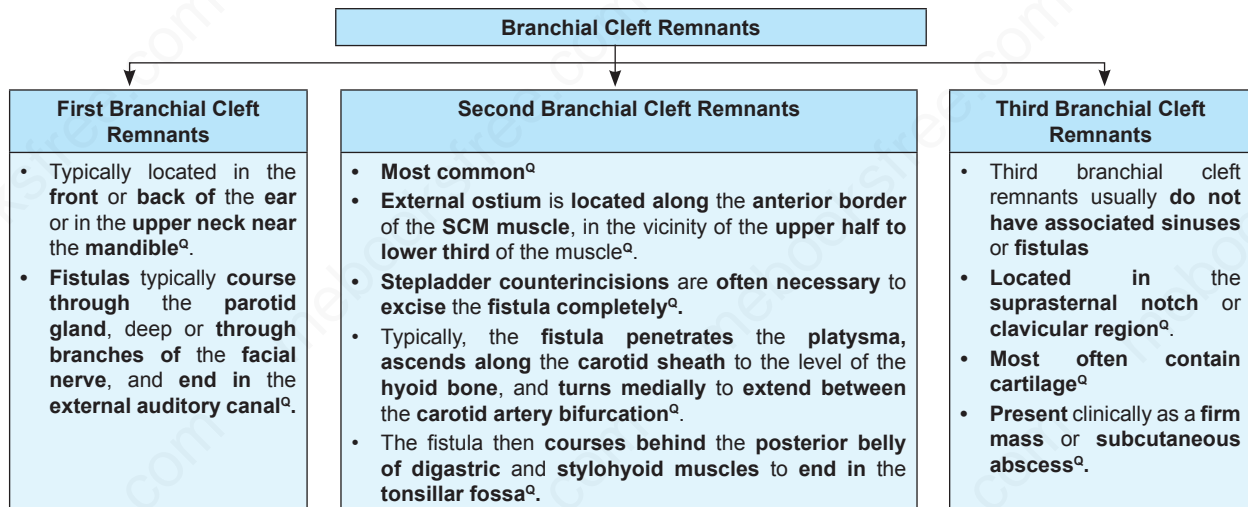 Branchial Cleft Remnants
First Branchial Cleft
Remnants
• Typically located in the
front or back of the ear
or in the upper neck near
the mandibleQ.
• Fistulas typically course
through the parotid
gland, deep or through
branches of the facial
nerve, and end in the
external auditory canalQ.
Second Branchial Cleft Remnants
• Most commonQ
• External ostium is located along the anterior border
of the SCM muscle, in the vicinity of the upper half to
lower third of the muscleQ.
• Stepladder counterincisions are often necessary to
excise the fistula completelyQ.
• Typically, the fistula penetrates the platysma,
ascends along the carotid sheath to the level of the
hyoid bone, and turns medially to extend between
the carotid artery bifurcationQ.
• The fistula then courses behind the posterior belly
of digastric and stylohyoid muscles to end in the
tonsillar fossaQ.
Third Branchial Cleft
Remnants
• Third branchial cleft
remnants usually do not
have associated sinuses
or fistulas
• Located in the
suprasternal notch or
clavicular regionQ.
• Most often contain
cartilageQ
• Present clinically as a firm
mass or subcutaneous
abscessQ.